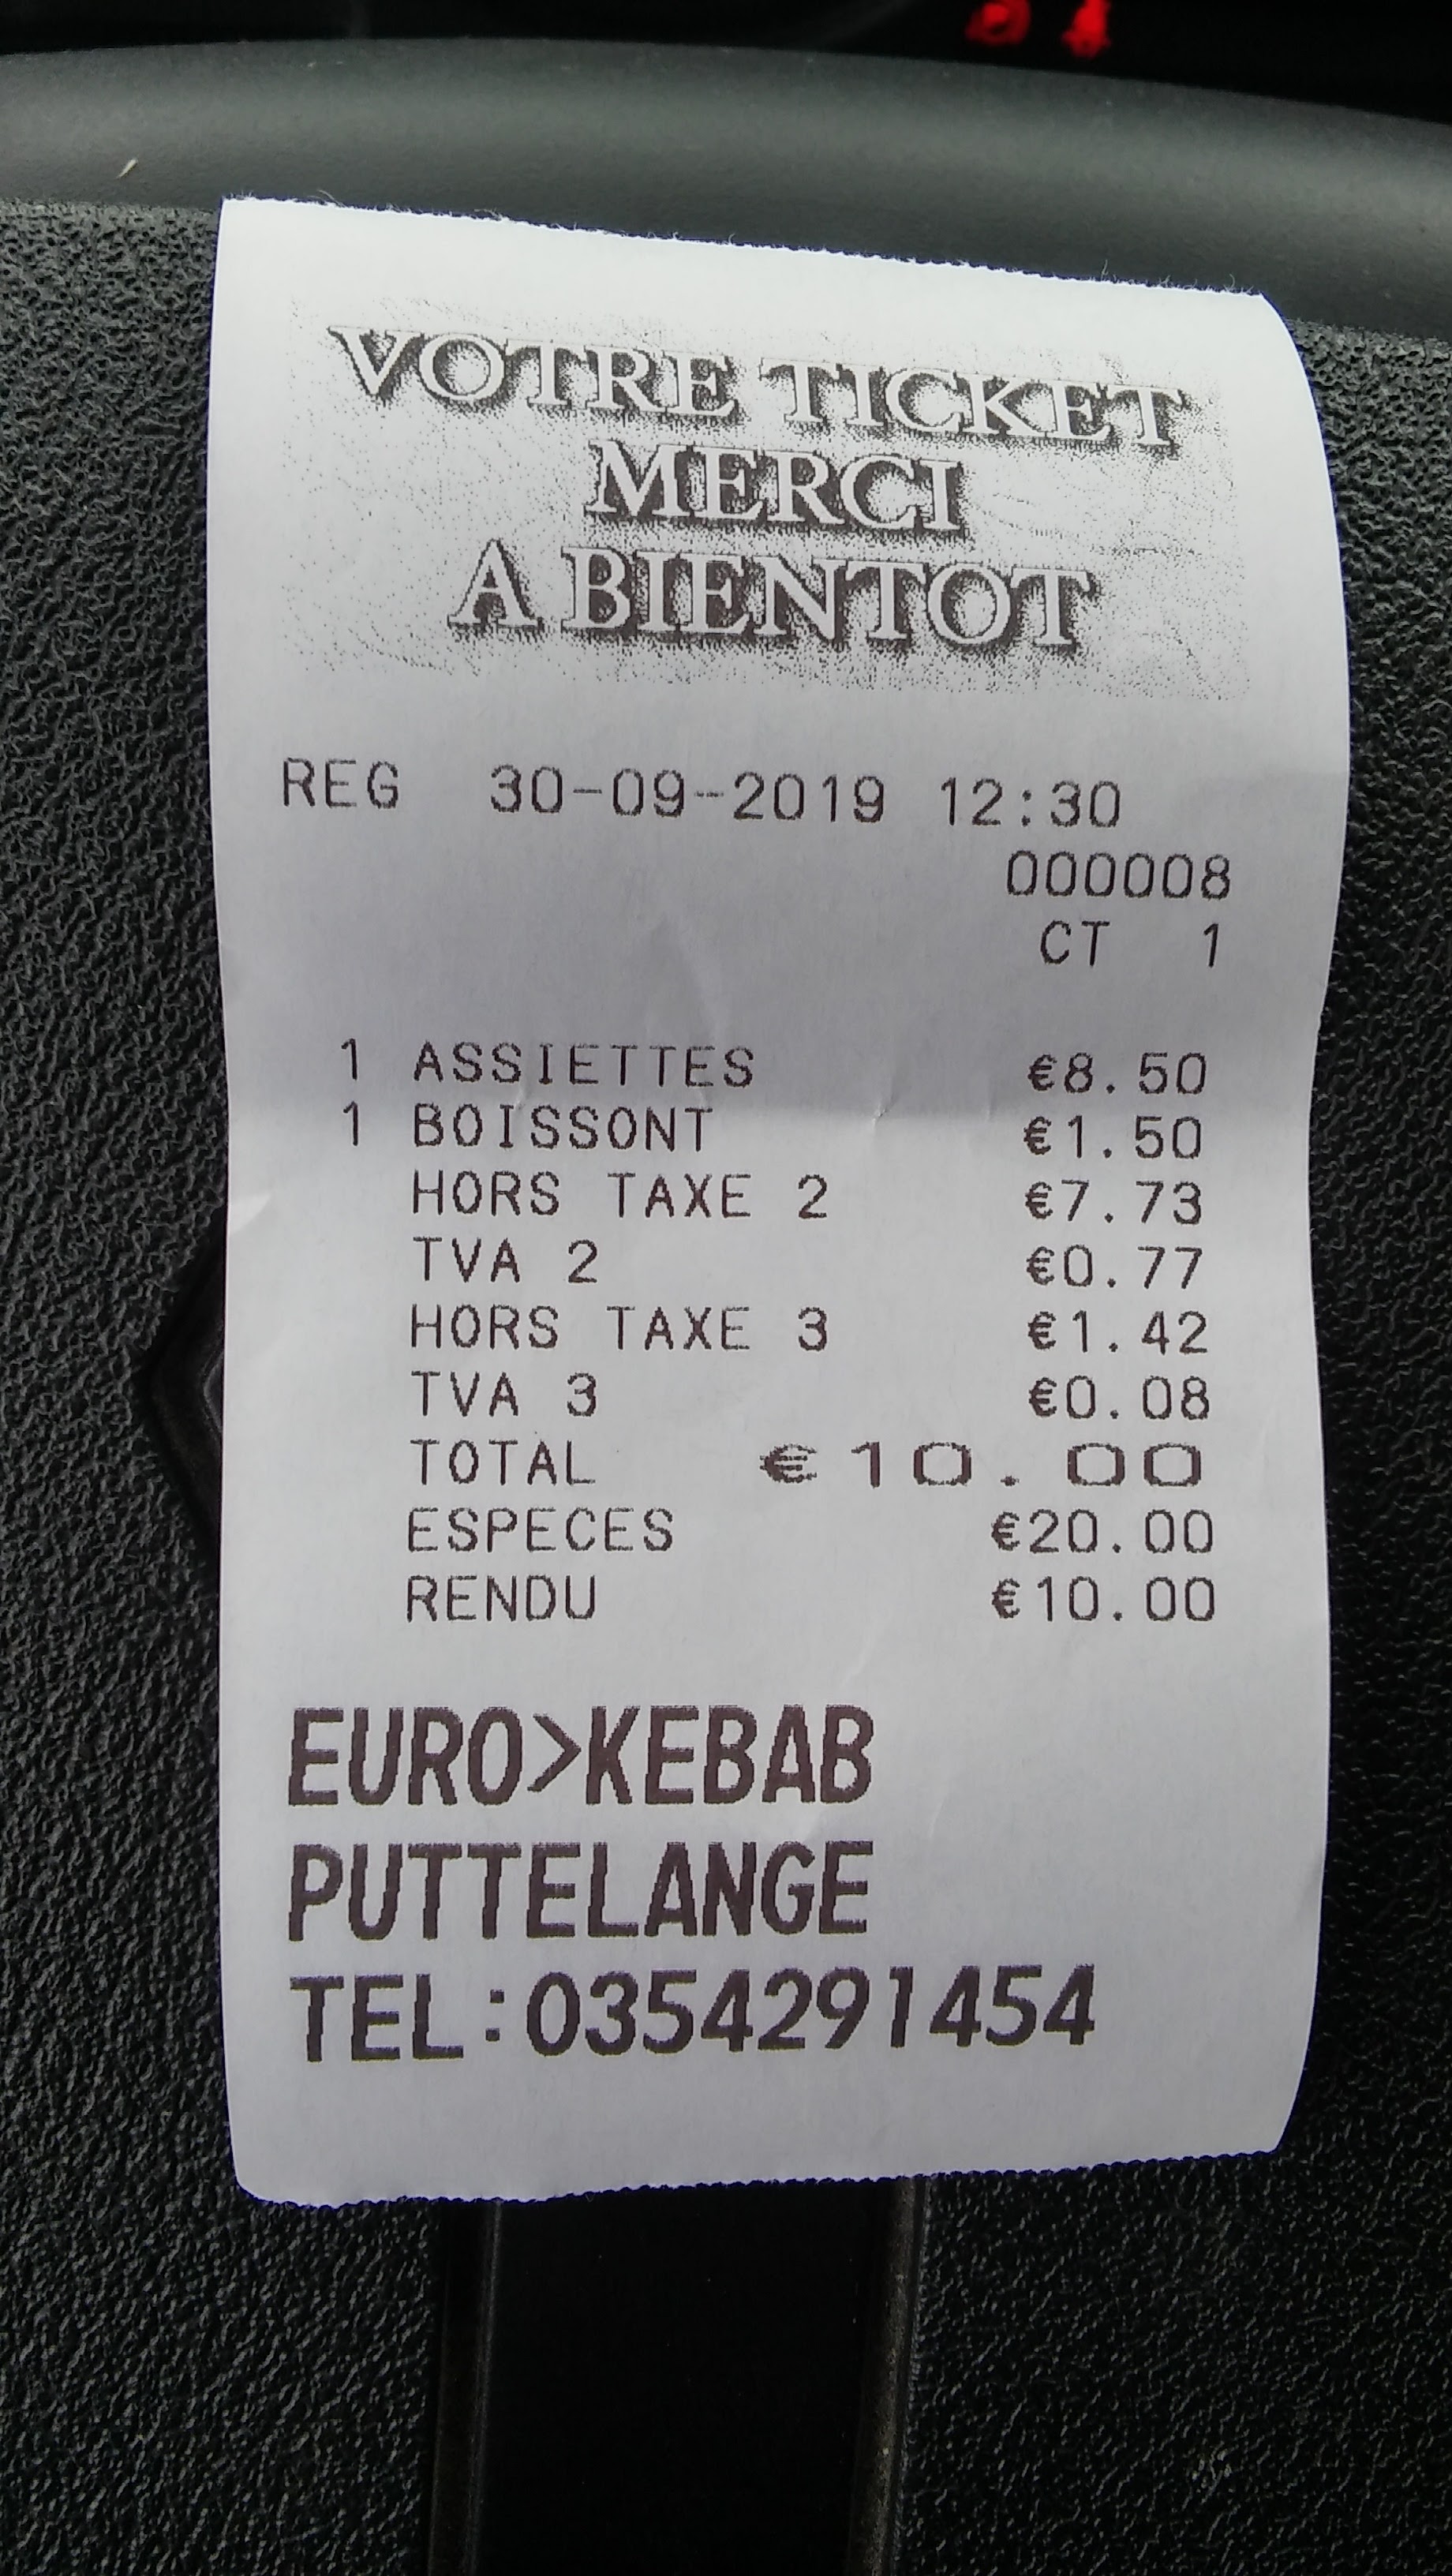 VOTRE TICKET
MERCI
A BIENTOT
REG 30-09-2019 12:30
000008
CT 1
1 ASSIETTES €8.50
1 BOISSONT €1.50
HORS TAXE 2 €7.73
TVA 2 €0.77
HORS TAXE 3 €1.42
TVA 3 €0.08
TOTAL €10.00
ESPECES €20.00
RENDU €10.00
EURO>KEBAB
PUTTELANGE
TEL:0354291454